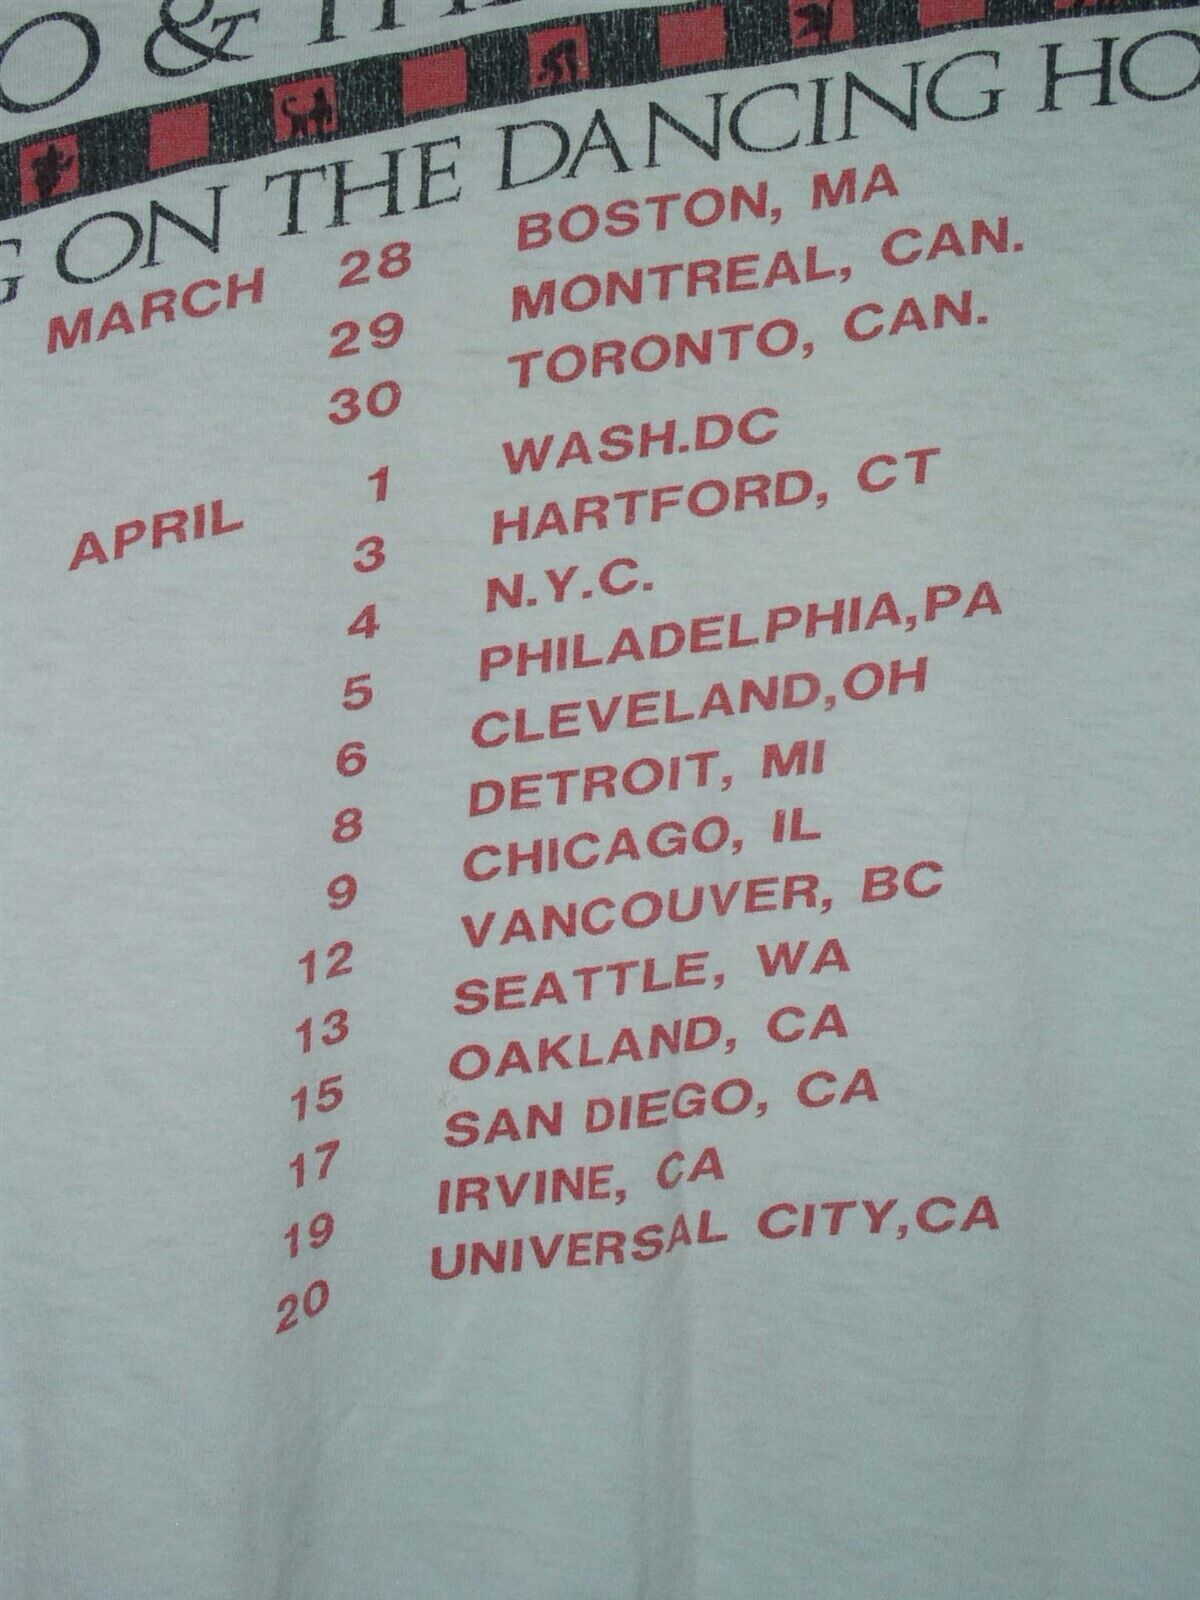 O & TH
G ON THE DANCING HO
MARCH 28 BOSTON, MA
29 MONTREAL, CAN.
30 TORONTO, CAN.
APRIL 1 WASH.DC
3 HARTFORD, CT
4 N.Y.C.
5 PHILADELPHIA,PA
6 CLEVELAND,OH
8 DETROIT, MI
9 CHICAGO, IL
12 VANCOUVER, BC
13 SEATTLE, WA
15 OAKLAND, CA
17 SAN DIEGO, CA
19 IRVINE, CA
20 UNIVERSAL CITY,CA